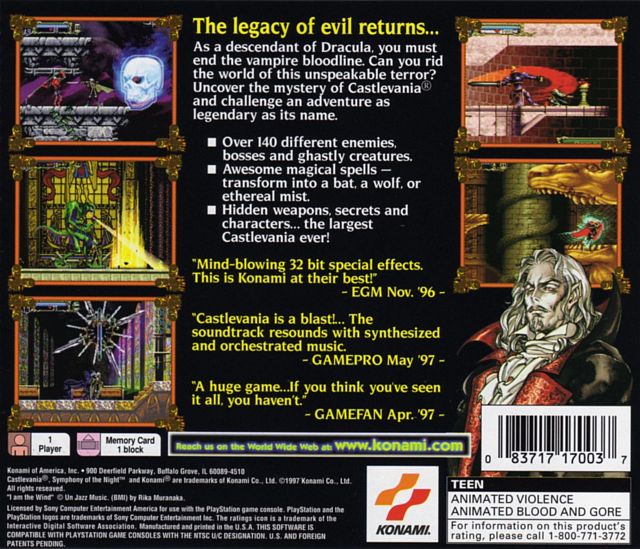 The legacy of evil returns...
As a descendant of Dracula, you must
end the vampire bloodline. Can you rid
the world of this unspeakable terror?
Uncover the mystery of Castlevania®
and challenge an adventure as
legendary as its name.
■ Over 140 different enemies,
bosses and ghastly creatures.
■ Awesome magical spells —
transform into a bat, a wolf, or
ethereal mist.
■ Hidden weapons, secrets and
characters... the largest
Castlevania ever!
"Mind-blowing 32 bit special effects.
This is Konami at their best!"
- EGM Nov. '96 -
"Castlevania is a blast!... The
soundtrack resounds with synthesized
and orchestrated music.
- GAMEPRO May '97 -
"A huge game...If you think you've seen
it all, you haven't."
- GAMEFAN Apr. '97 -
1
Player
Memory Card
1 block
Reach us on the World Wide Web at: www.konami.com
0 83717 17003 7
Konami of America, Inc. • 900 Deerfield Parkway, Buffalo Grove, IL 60089-4510
Castlevania®, Symphony of the Night™ and Konami® are trademarks of Konami Co., Ltd. ©1997 Konami Co., Ltd.
All rights reserved.
"I am the Wind" © Un Jazz Music. (BMI) by Rika Muranaka.
Licensed by Sony Computer Entertainment America for use with the PlayStation game console. PlayStation and the
PlayStation logos are trademarks of Sony Computer Entertainment Inc. The ratings icon is a trademark of the
Interactive Digital Software Association. Manufactured and printed in the U.S.A. THIS SOFTWARE IS
COMPATIBLE WITH PLAYSTATION GAME CONSOLES WITH THE NTSC U/C DESIGNATION. U.S. AND FOREIGN
PATENTS PENDING.
KONAMI®
TEEN
ANIMATED VIOLENCE
ANIMATED BLOOD AND GORE
For information on this product's
rating, please call 1-800-771-3772